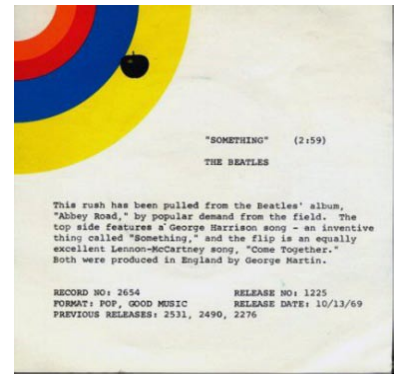 "SOMETHING" (2:59)
THE BEATLES
This rush has been pulled from the Beatles' album,
"Abbey Road," by popular demand from the field. The
top side features a George Harrison song - an inventive
thing called "Something," and the flip is an equally
excellent Lennon-McCartney song, "Come Together."
Both were produced in England by George Martin.
RECORD NO: 2654 RELEASE NO: 1225
FORMAT: POP, GOOD MUSIC RELEASE DATE: 10/13/69
PREVIOUS RELEASES: 2531, 2490, 2276